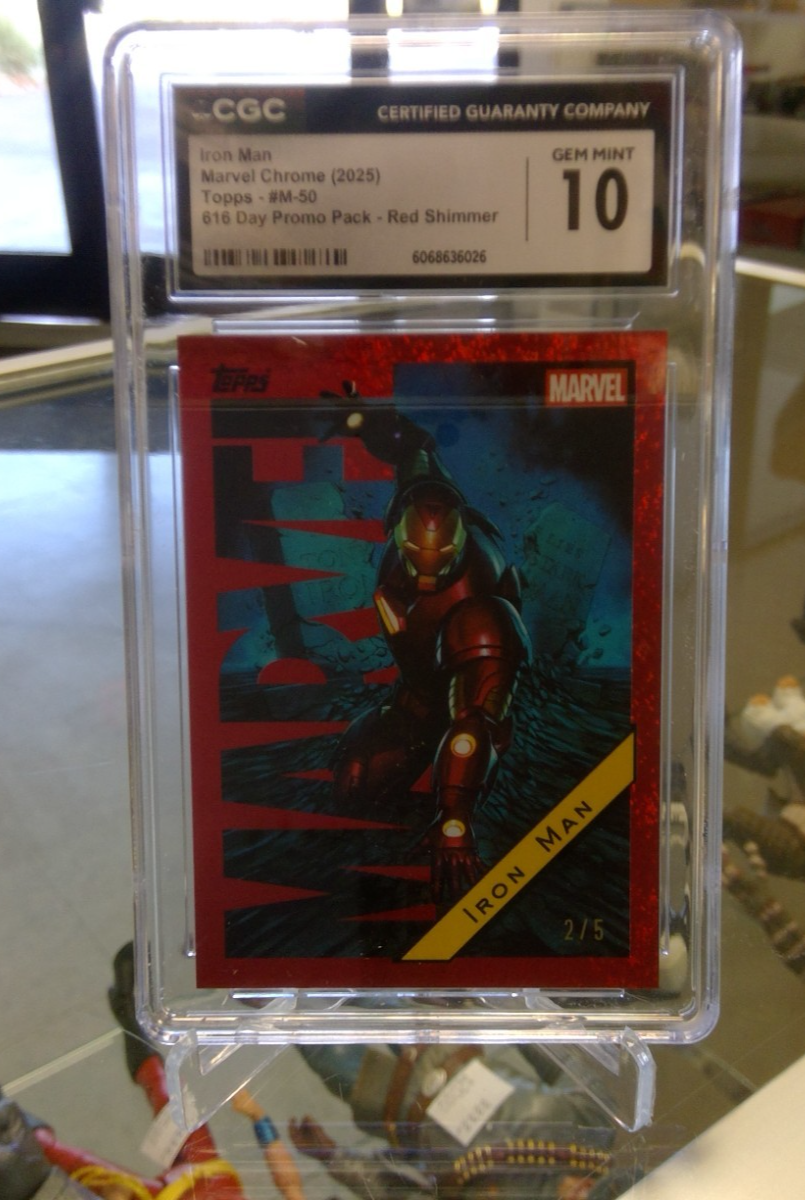 CGC
CERTIFIED GUARANTY COMPANY
Iron Man
Marvel Chrome (2025)
Topps - #M-50
616 Day Promo Pack - Red Shimmer
GEM MINT
10
6068636026
Topps
MARVEL
MARVEL
IRON MAN
2/5